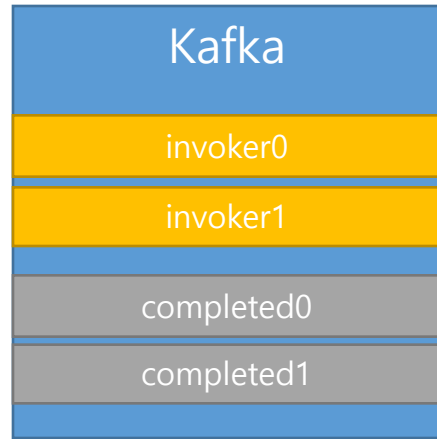 Kafka
invoker0
invoker1
completed0
completed1